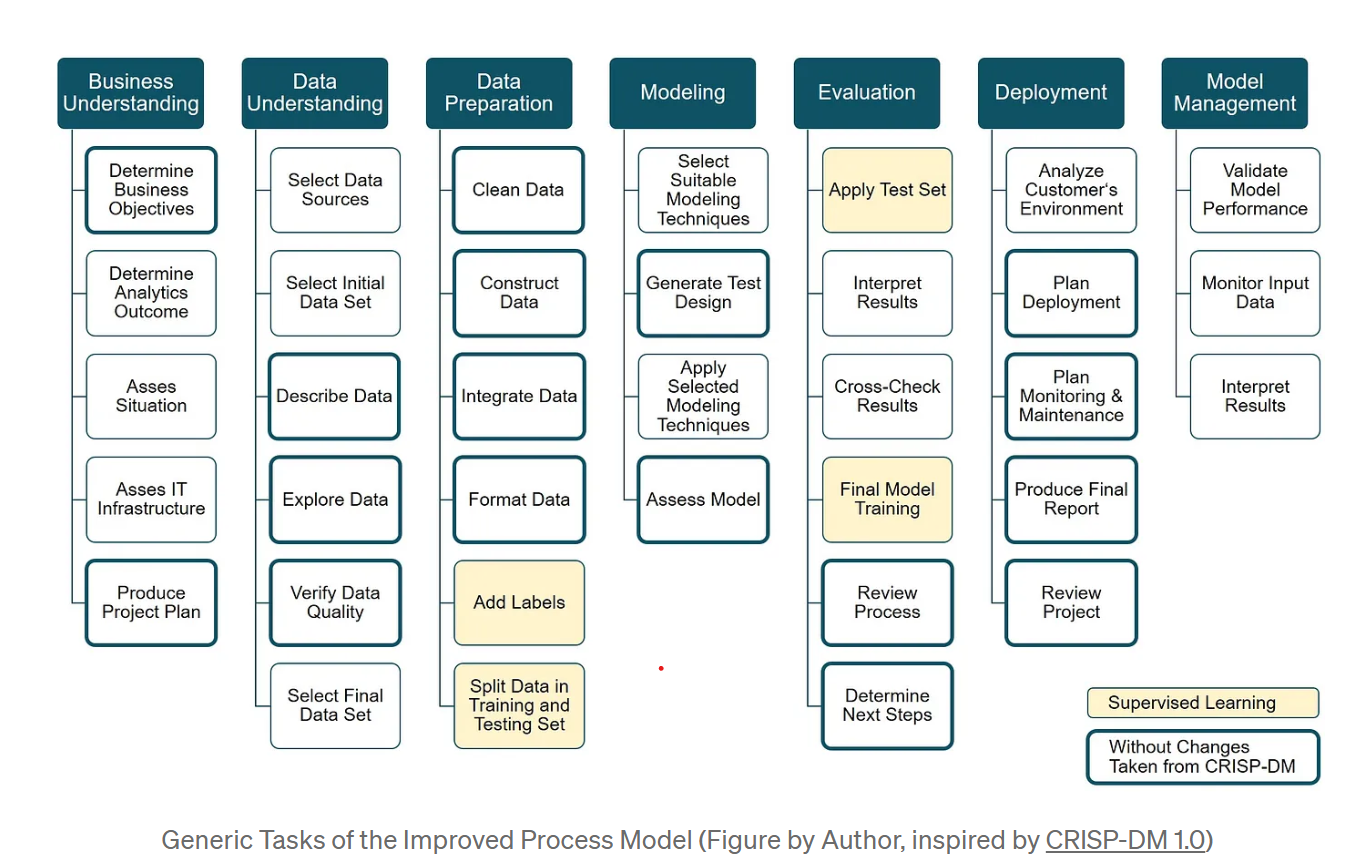 Business
Understanding
Determine
Business
Objectives
Determine
Analytics
Outcome
Asses
Situation
Asses IT
Infrastructure
Produce
Project Plan
Data
Understanding
Select Data
Sources
Select Initial
Data Set
Describe Data
Explore Data
Verify Data
Quality
Select Final
Data Set
Data
Preparation
Clean Data
Construct
Data
Integrate Data
Format Data
Add Labels
Split Data in
Training and
Testing Set
Modeling
Select
Suitable
Modeling
Techniques
Generate Test
Design
Apply
Selected
Modeling
Techniques
Assess Model
Evaluation
Apply Test Set
Interpret
Results
Cross-Check
Results
Final Model
Training
Review
Process
Determine
Next Steps
Deployment
Analyze
Customer‘s
Environment
Plan
Deployment
Plan
Monitoring &
Maintenance
Produce Final
Report
Review
Project
Model
Management
Validate
Model
Performance
Monitor Input
Data
Interpret
Results
Supervised Learning
Without Changes
Taken from CRISP-DM
Generic Tasks of the Improved Process Model (Figure by Author, inspired by CRISP-DM 1.0)